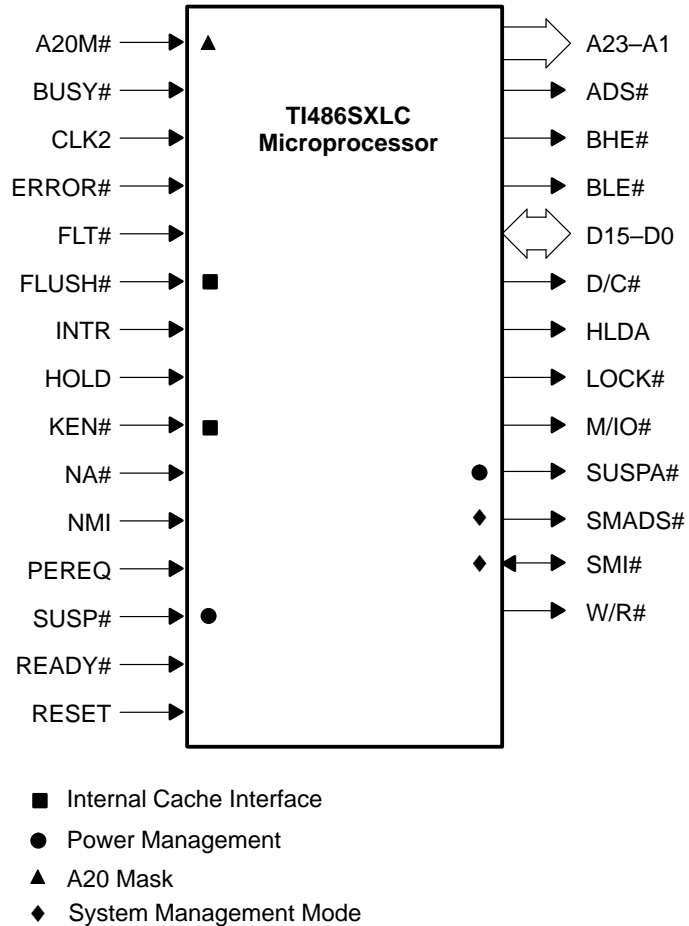 A20M#
BUSY#
CLK2
ERROR#
FLT#
FLUSH#
INTR
HOLD
KEN#
NA#
NMI
PEREQ
SUSP#
READY#
RESET
TI486SXLC
Microprocessor
A23–A1
ADS#
BHE#
BLE#
D15–D0
D/C#
HLDA
LOCK#
M/IO#
SUSPA#
SMADS#
SMI#
W/R#
Internal Cache Interface
Power Management
A20 Mask
System Management Mode